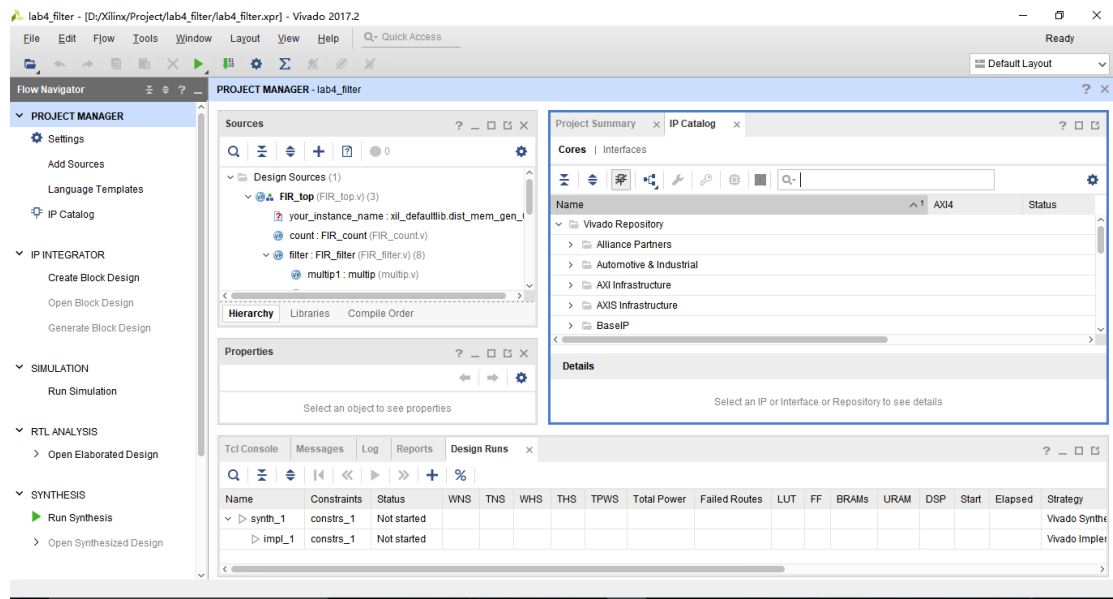 lab4_filter - [D:/Xilinx/Project/lab4_filter/lab4_filter.xpr] - Vivado 2017.2
File Edit Flow Tools Window Layout View Help Quick Access Ready
Default Layout
Flow Navigator
PROJECT MANAGER
Settings
Add Sources
Language Templates
IP Catalog
IP INTEGRATOR
Create Block Design
Open Block Design
Generate Block Design
SIMULATION
Run Simulation
RTL ANALYSIS
Open Elaborated Design
SYNTHESIS
Run Synthesis
Open Synthesized Design
PROJECT MANAGER - lab4_filter
Sources
0
Design Sources (1)
FIR_top (FIR_top.v) (3)
your_instance_name : xil_defaultlib.dist_mem_gen_
count : FIR_count (FIR_count.v)
filter : FIR_filter (FIR_filter.v) (8)
multip1 : multip (multip.v)
Hierarchy Libraries Compile Order
Properties
Select an object to see properties
Project Summary IP Catalog
Cores | Interfaces
Name 1 AXI4 Status
Vivado Repository
Alliance Partners
Automotive & Industrial
AXI Infrastructure
AXIS Infrastructure
BaseIP
Details
Select an IP or Interface or Repository to see details
Tcl Console Messages Log Reports Design Runs
Name Constraints Status WNS TNS WHS THS TPWS Total Power Failed Routes LUT FF BRAMs URAM DSP Start Elapsed Strategy
synth_1 constrs_1 Not started Vivado Synthe
impl_1 constrs_1 Not started Vivado Impler